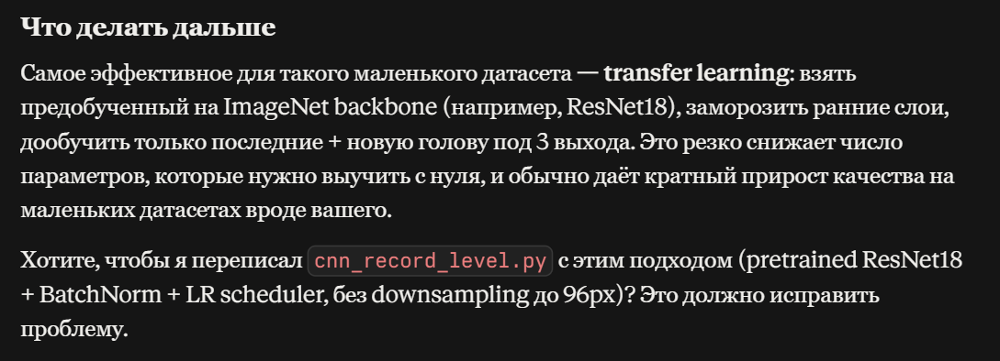 Что делать дальше
Самое эффективное для такого маленького датасета — transfer learning: взять
предобученный на ImageNet backbone (например, ResNet18), заморозить ранние слои,
дообучить только последние + новую голову под 3 выхода. Это резко снижает число
параметров, которые нужно выучить с нуля, и обычно даёт кратный прирост качества на
маленьких датасетах вроде вашего.
Хотите, чтобы я переписал cnn_record_level.py с этим подходом (pretrained ResNet18
+ BatchNorm + LR scheduler, без downsampling до 96px)? Это должно исправить
проблему.